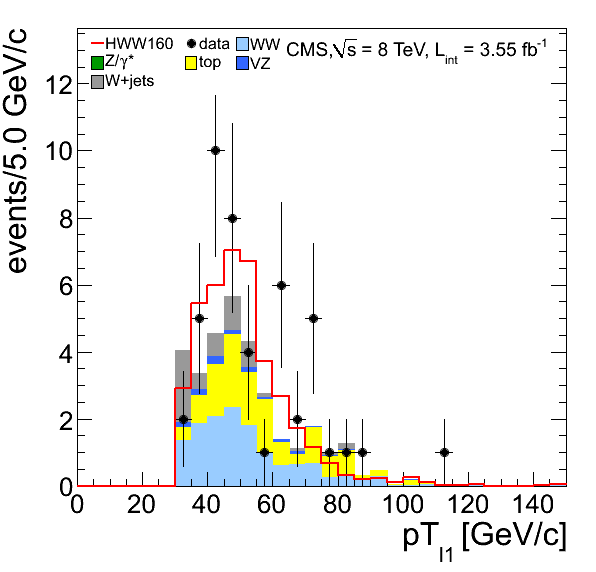 HWW160 data WW CMS, √s = 8 TeV, L_int = 3.55 fb^-1
Z/γ* top VZ
W+jets
events/5.0 GeV/c
12
10
8
6
4
2
0
0 20 40 60 80 100 120 140
pT_l1 [GeV/c]